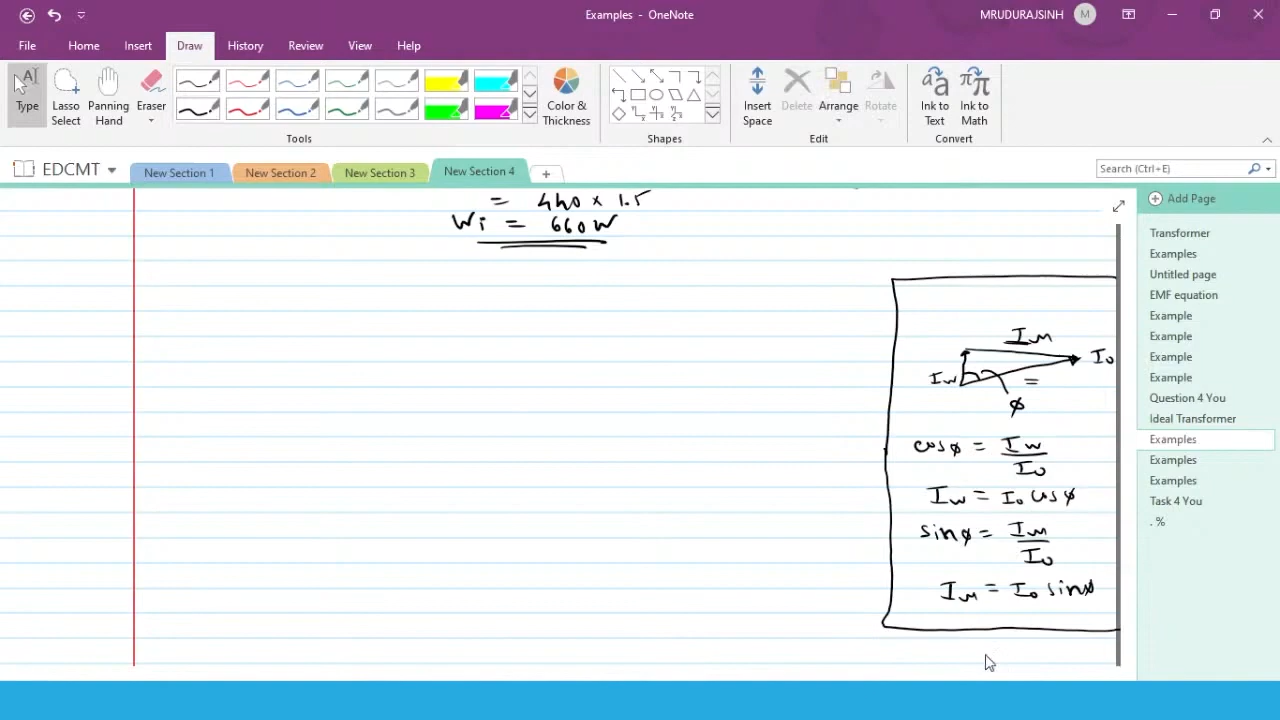 Examples - OneNote
MRUDURAJSINH M
File Home Insert Draw History Review View Help
Type
Lasso Select
Panning Hand
Eraser
Color & Thickness
Insert Space
Delete
Arrange
Rotate
Ink to Text
Ink to Math
Tools
Shapes
Edit
Convert
EDCMT
New Section 1
New Section 2
New Section 3
New Section 4
Search (Ctrl+E)
Add Page
Transformer
Examples
Untitled page
EMF equation
Example
Example
Example
Example
Question 4 You
Ideal Transformer
Examples
Examples
Examples
Task 4 You
. %
= 440 × 1.5
Wi = 660W
Iμ
Io
Iw
=
φ
cosφ = Iw / Io
Iw = Io cosφ
sinφ = Iμ / Io
Iμ = Io sinφ